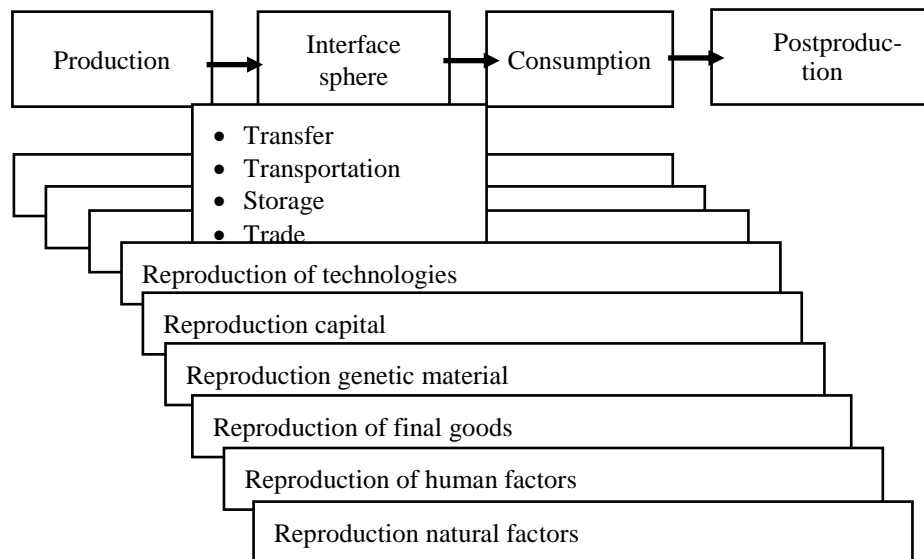 Production
Interface
sphere
Consumption
Postproduc-
tion
• Transfer
• Transportation
• Storage
• Trade
Reproduction of technologies
Reproduction capital
Reproduction genetic material
Reproduction of final goods
Reproduction of human factors
Reproduction natural factors